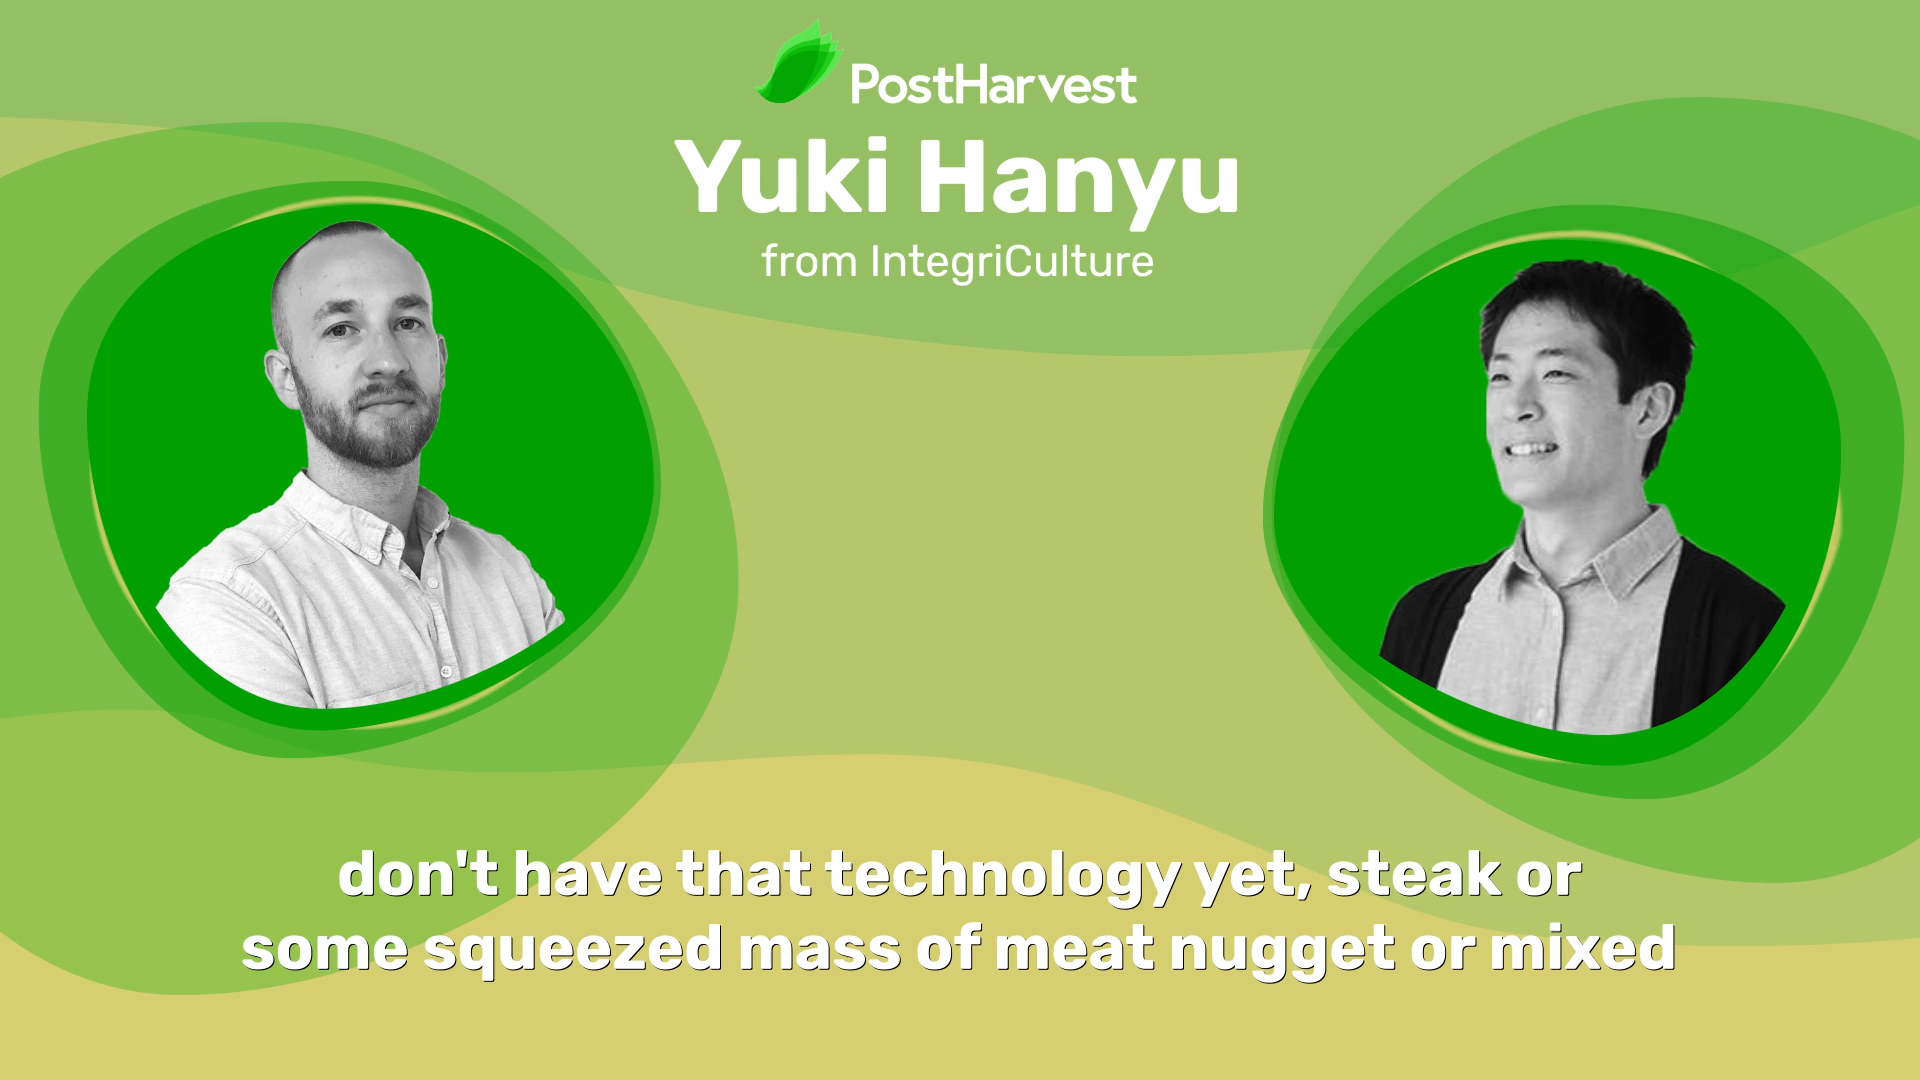 PostHarvest
Yuki Hanyu
from IntegriCulture
don't have that technology yet, steak or
some squeezed mass of meat nugget or mixed